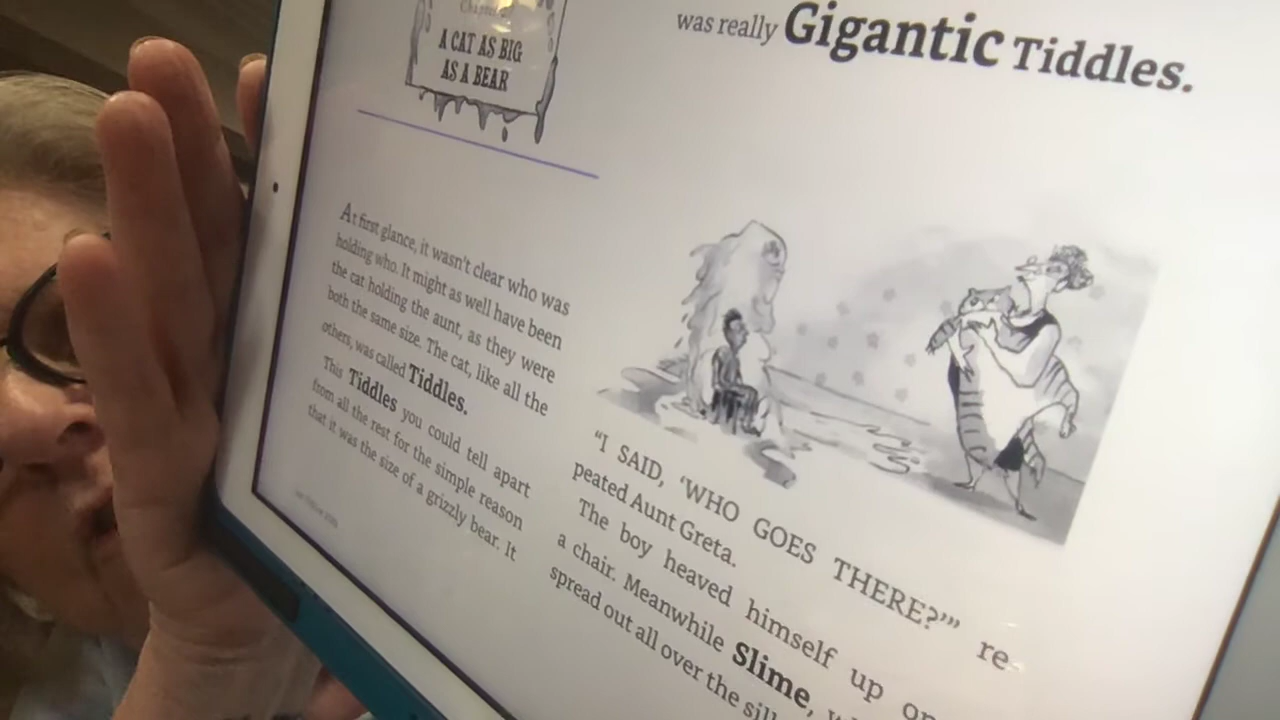 Chapter
A CAT AS BIG
AS A BEAR
At first glance, it wasn't clear who was
holding who. It might as well have been
the cat holding the aunt, as they were
both the same size. The cat, like all the
others, was called Tiddles.
This Tiddles you could tell apart
from all the rest for the simple reason
that it was the size of a grizzly bear. It
was really Gigantic Tiddles.
“I SAID, ‘WHO GOES THERE?’” re-
peated Aunt Greta.
The boy heaved himself up on
a chair. Meanwhile Slime,
spread out all over the